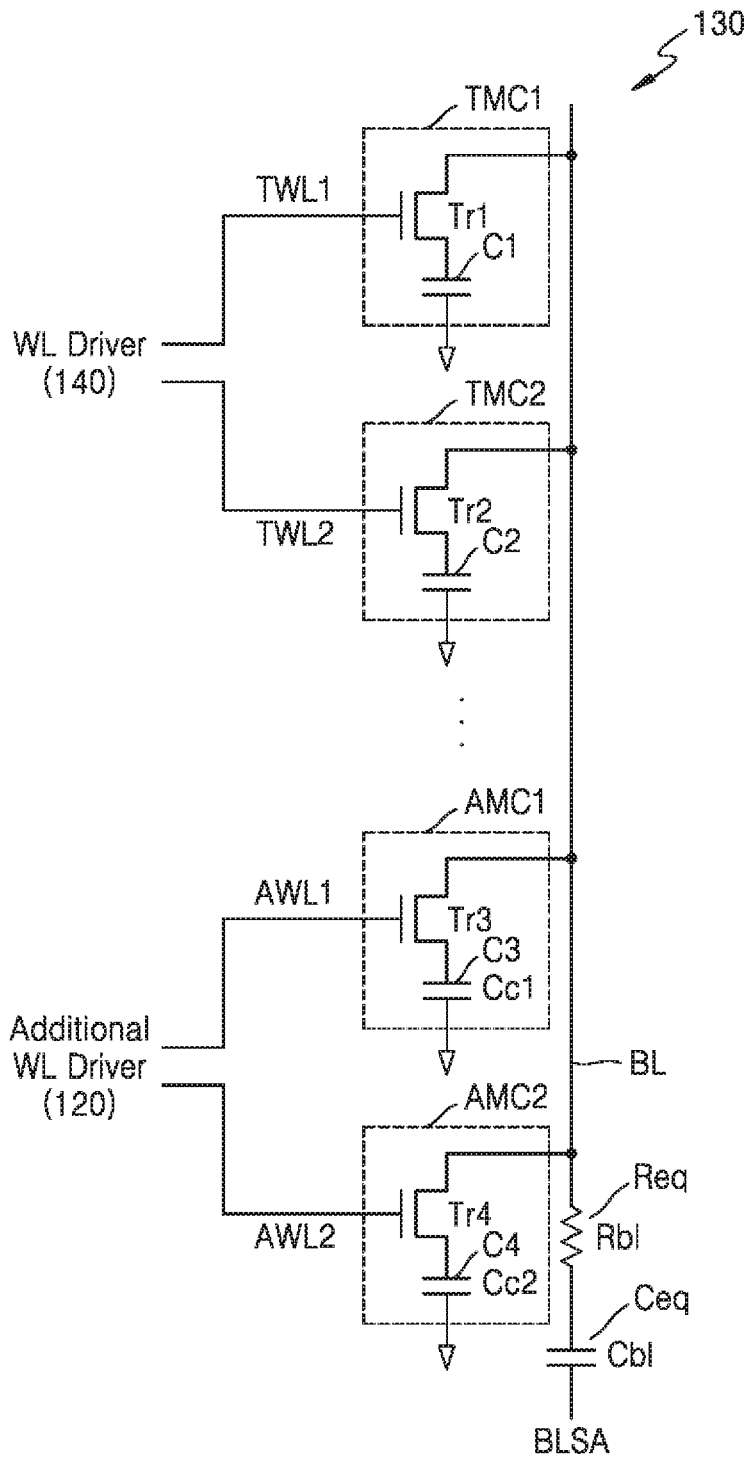 130
TMC1
TWL1
Tr1
C1
WL Driver
(140)
TMC2
Tr2
TWL2
C2
AMC1
AWL1
Tr3
C3
Cc1
Additional
WL Driver
(120)
BL
AMC2
Req
Tr4
Rbl
AWL2
C4
Cc2
Ceq
Cbl
BLSA